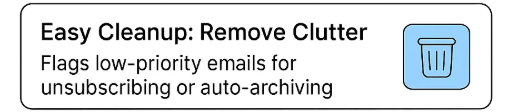 Easy Cleanup: Remove Clutter
Flags low-priority emails for
unsubscribing or auto-archiving